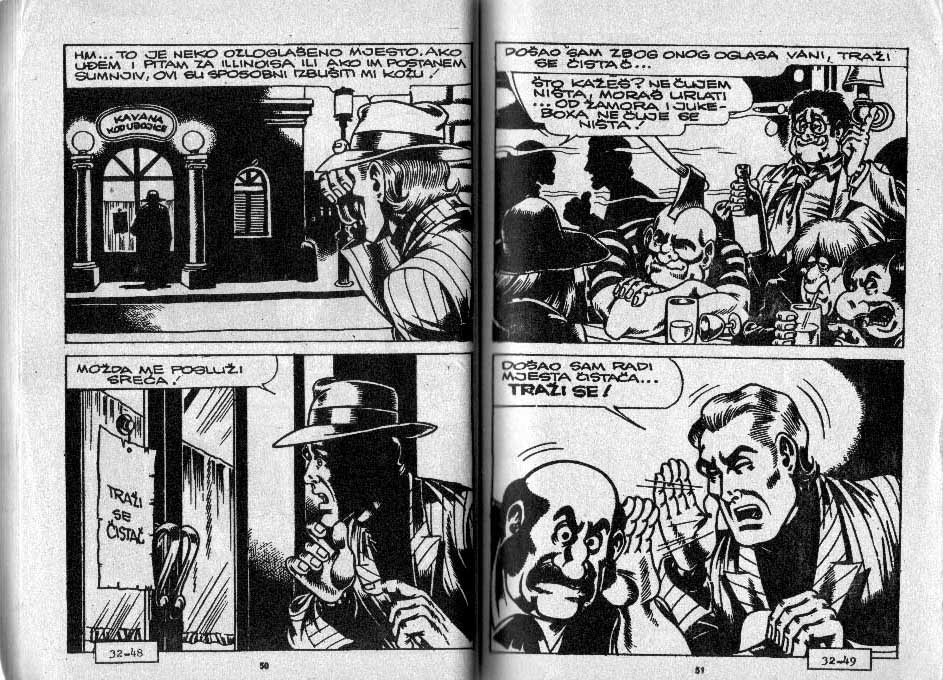 HM...TO JE NEKO OZLOGLAŠENO MJESTO. AKO
UĐEM I PITAM ZA ILLINOISA ILI AKO IM POSTANEM
SUMNJIV, OVI SU SPOSOBNI IZBUŠITI MI KOŽU!
KAVANA
KOD UBOJICE
MOŽDA ME POSLUŽI
SREĆA!
TRAŽI
SE
ČISTAČ
32-48
50
DOŠAO SAM ZBOG ONOG OGLASA VANI, TRAŽI
SE ČISTAČ...
ŠTO KAŽEŠ? NE ČUJEM
NIŠTA, MORAŠ URLATI
...OD ŽAMORA I JUKE-
BOXA NE ČUJE SE
NIŠTA!
DOŠAO SAM RADI
MJESTA ČISTAČA...
TRAŽI SE!
51
32-49